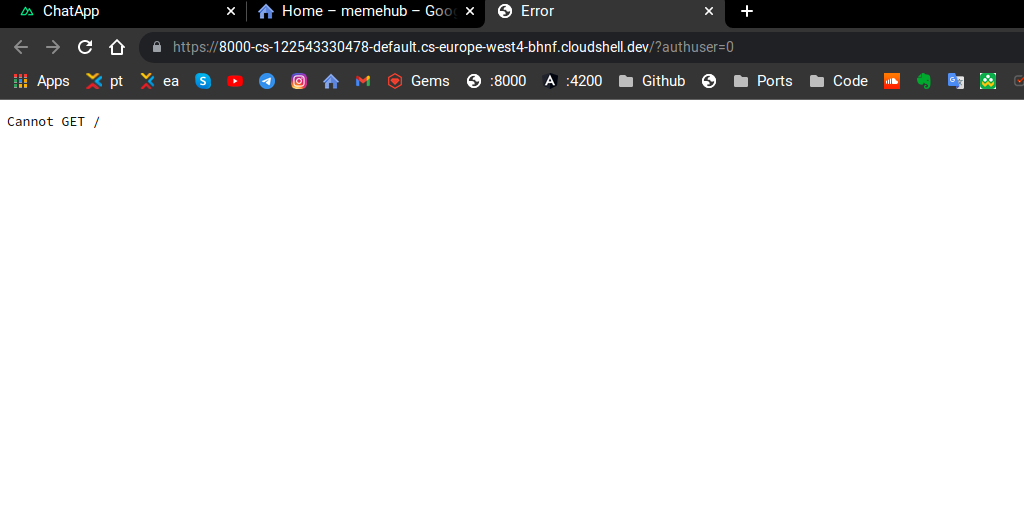 ChatApp
Home – memehub – Goog
Error
https://8000-cs-122543330478-default.cs-europe-west4-bhnf.cloudshell.dev/?authuser=0
Apps pt ea Gems :8000 :4200 Github Ports Code
Cannot GET /